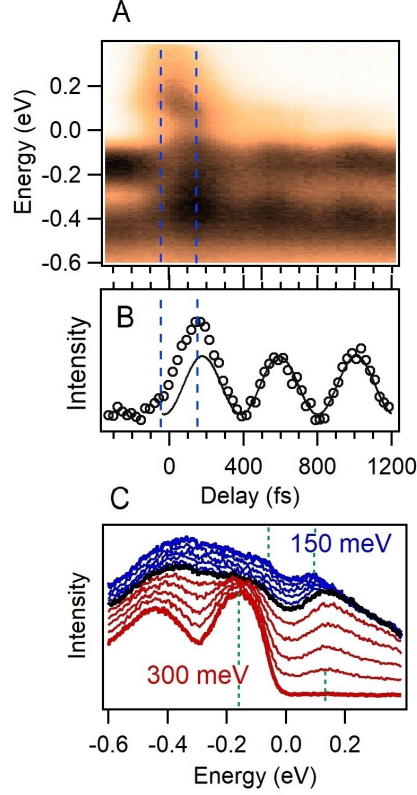 A
Energy (eV)
0.2
0.0
-0.2
-0.4
-0.6
B
Intensity
0 400 800 1200
Delay (fs)
C
Intensity
150 meV
300 meV
-0.6 -0.4 -0.2 0.0 0.2
Energy (eV)